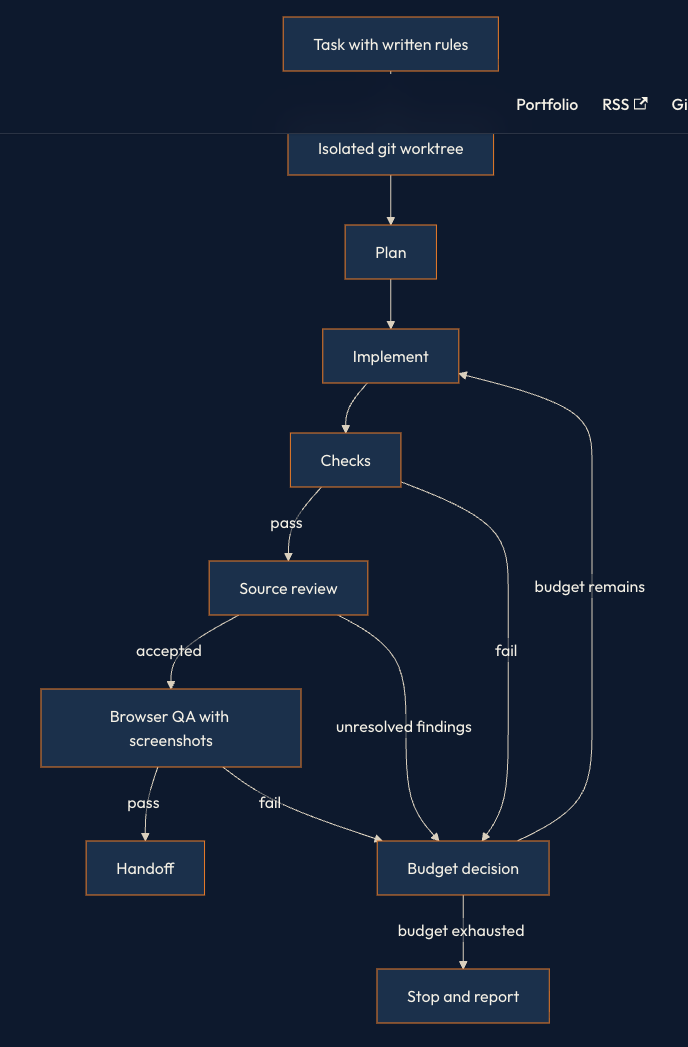 Task with written rules
Portfolio RSS Gi
Isolated git worktree
Plan
Implement
Checks
pass
Source review
budget remains
accepted
fail
Browser QA with
screenshots
unresolved findings
pass
fail
Handoff
Budget decision
budget exhausted
Stop and report